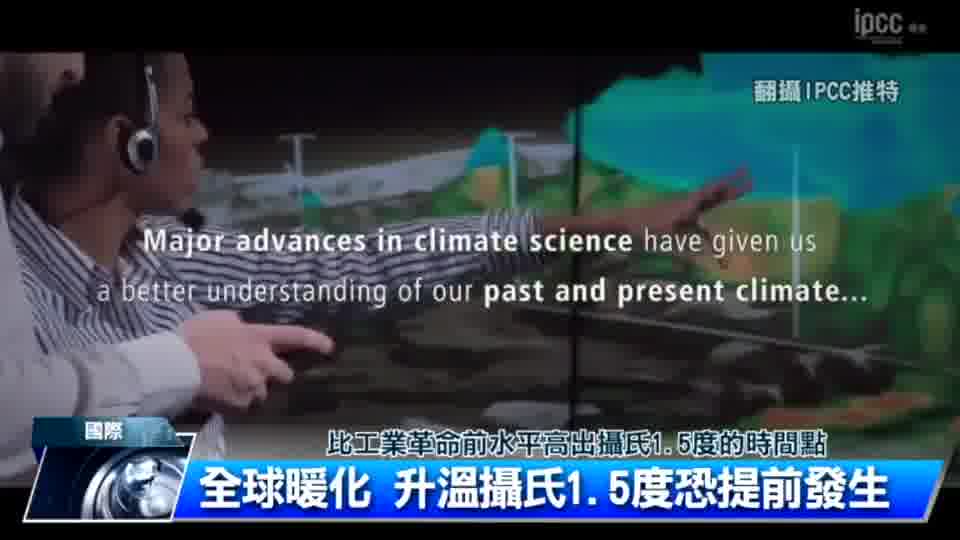 ipcc
翻攝IPCC推特
Major advances in climate science have given us
a better understanding of our past and present climate...
國際
比工業革命前水平高出攝氏1.5度的時間點
全球暖化 升溫攝氏1.5度恐提前發生